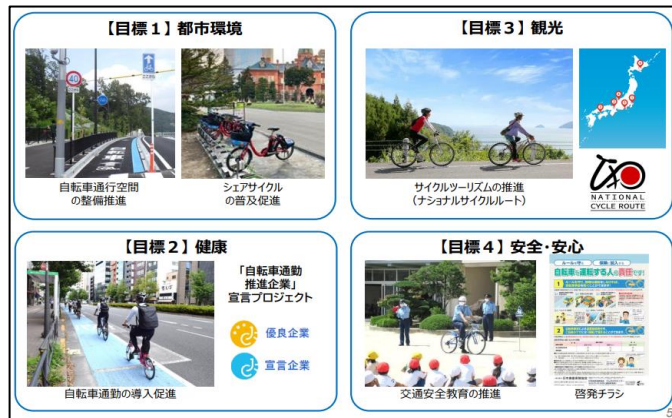 【目標１】都市環境
40
自転車通行空間
の整備推進
シェアサイクル
の普及促進
【目標３】観光
サイクルツーリズムの推進
（ナショナルサイクルルート）
NATIONAL
CYCLE ROUTE
【目標２】健康
「自転車通勤
推進企業」
宣言プロジェクト
優良企業
宣言企業
自転車通勤の導入促進
【目標４】安全・安心
交通安全教育の推進
自転車を運転する人の責任です!
1
2
啓発チラシ